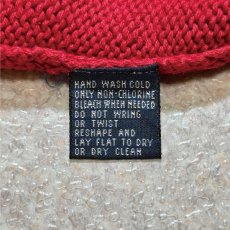 HAND WASH COLD
ONLY NON-CHLORINE
BLEACH WHEN NEEDED
DO NOT WRING
OR TWIST
RESHAPE AND
LAY FLAT TO DRY
OR DRY CLEAN